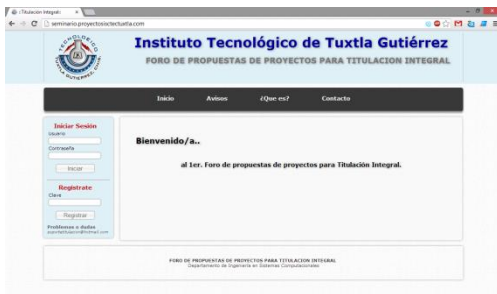 Titulación Integral
seminario.proyectosisctectuxtla.com
Instituto Tecnológico de Tuxtla Gutiérrez
FORO DE PROPUESTAS DE PROYECTOS PARA TITULACION INTEGRAL
Inicio Avisos ¿Que es? Contacto
Iniciar Sesión
Usuario
Contraseña
Iniciar
Registrate
Clave
Registrar
Problemas o dudas
Bienvenido/a..
al 1er. Foro de propuestas de proyectos para Titulación Integral.
FORO DE PROPUESTAS DE PROYECTOS PARA TITULACION INTEGRAL
Departamento de Ingeniería en Sistemas Computacionales